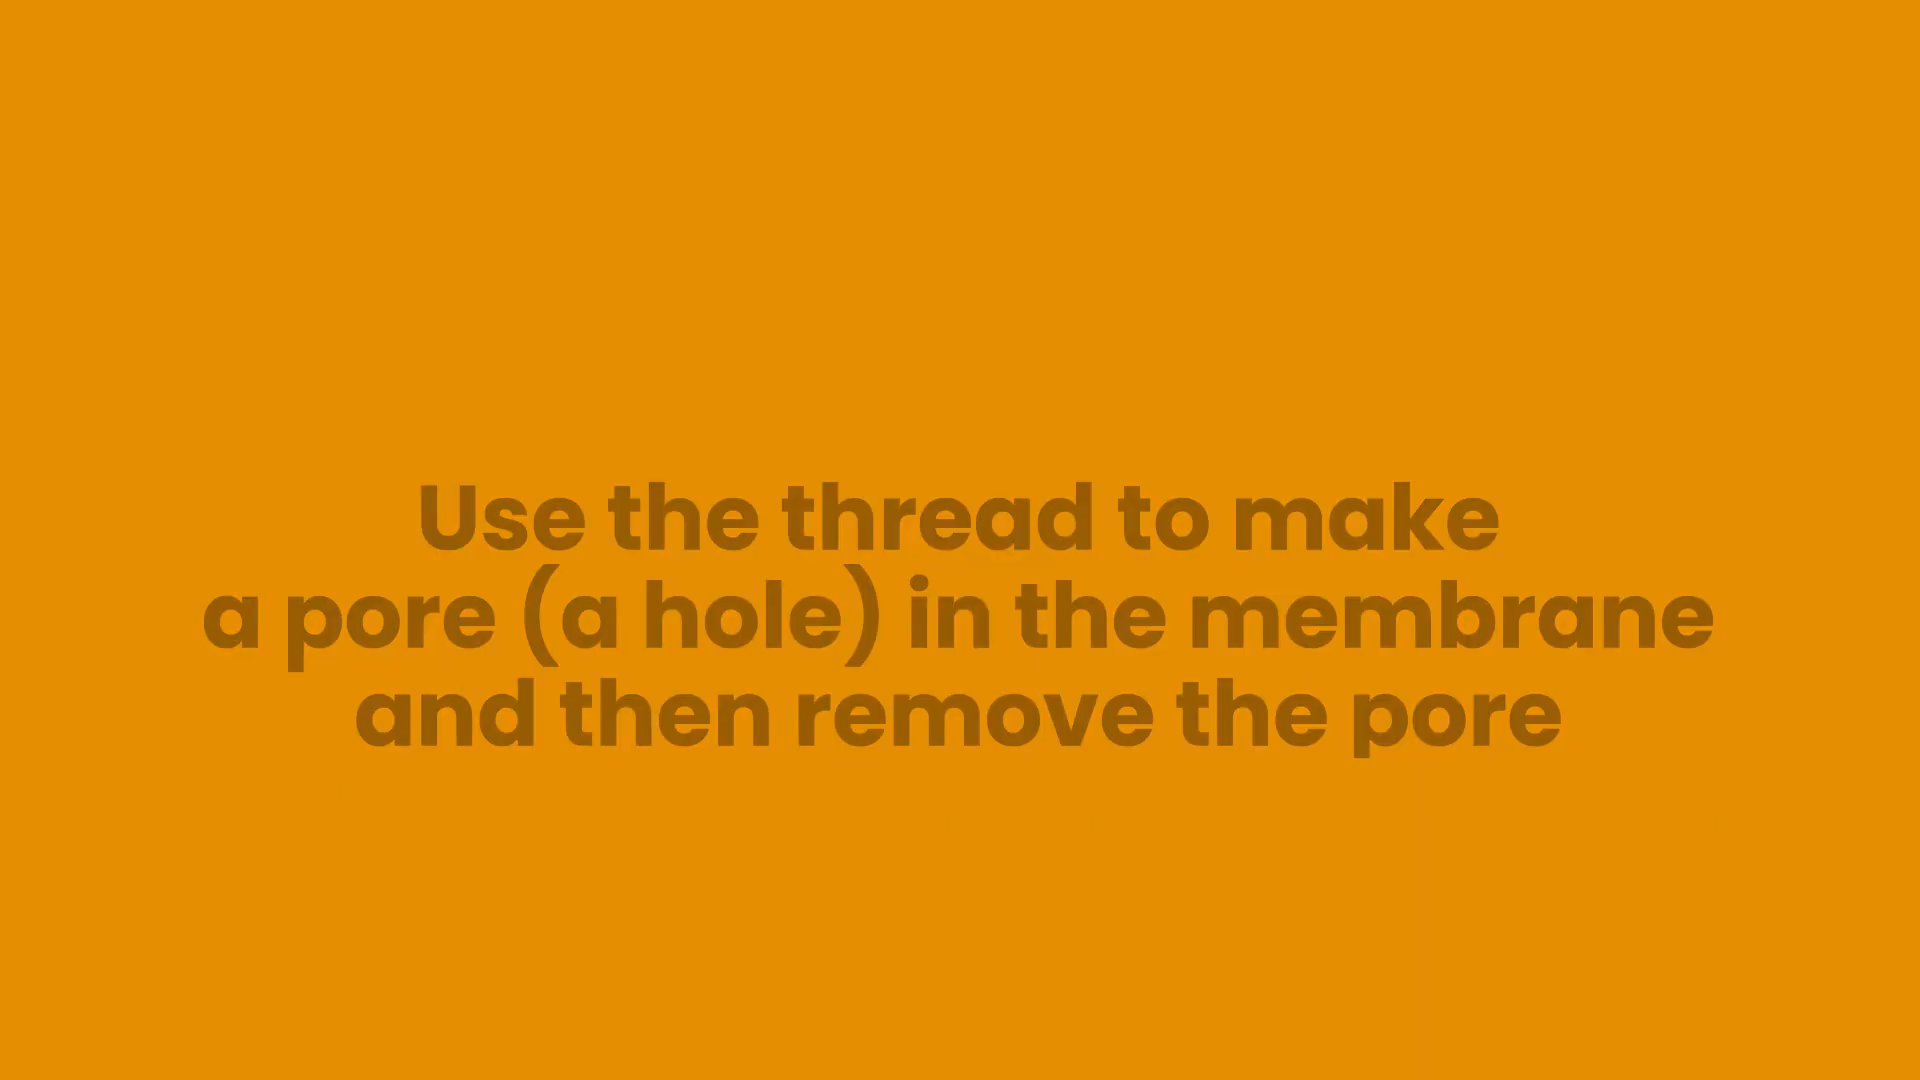 Use the thread to make
a pore (a hole) in the membrane
and then remove the pore